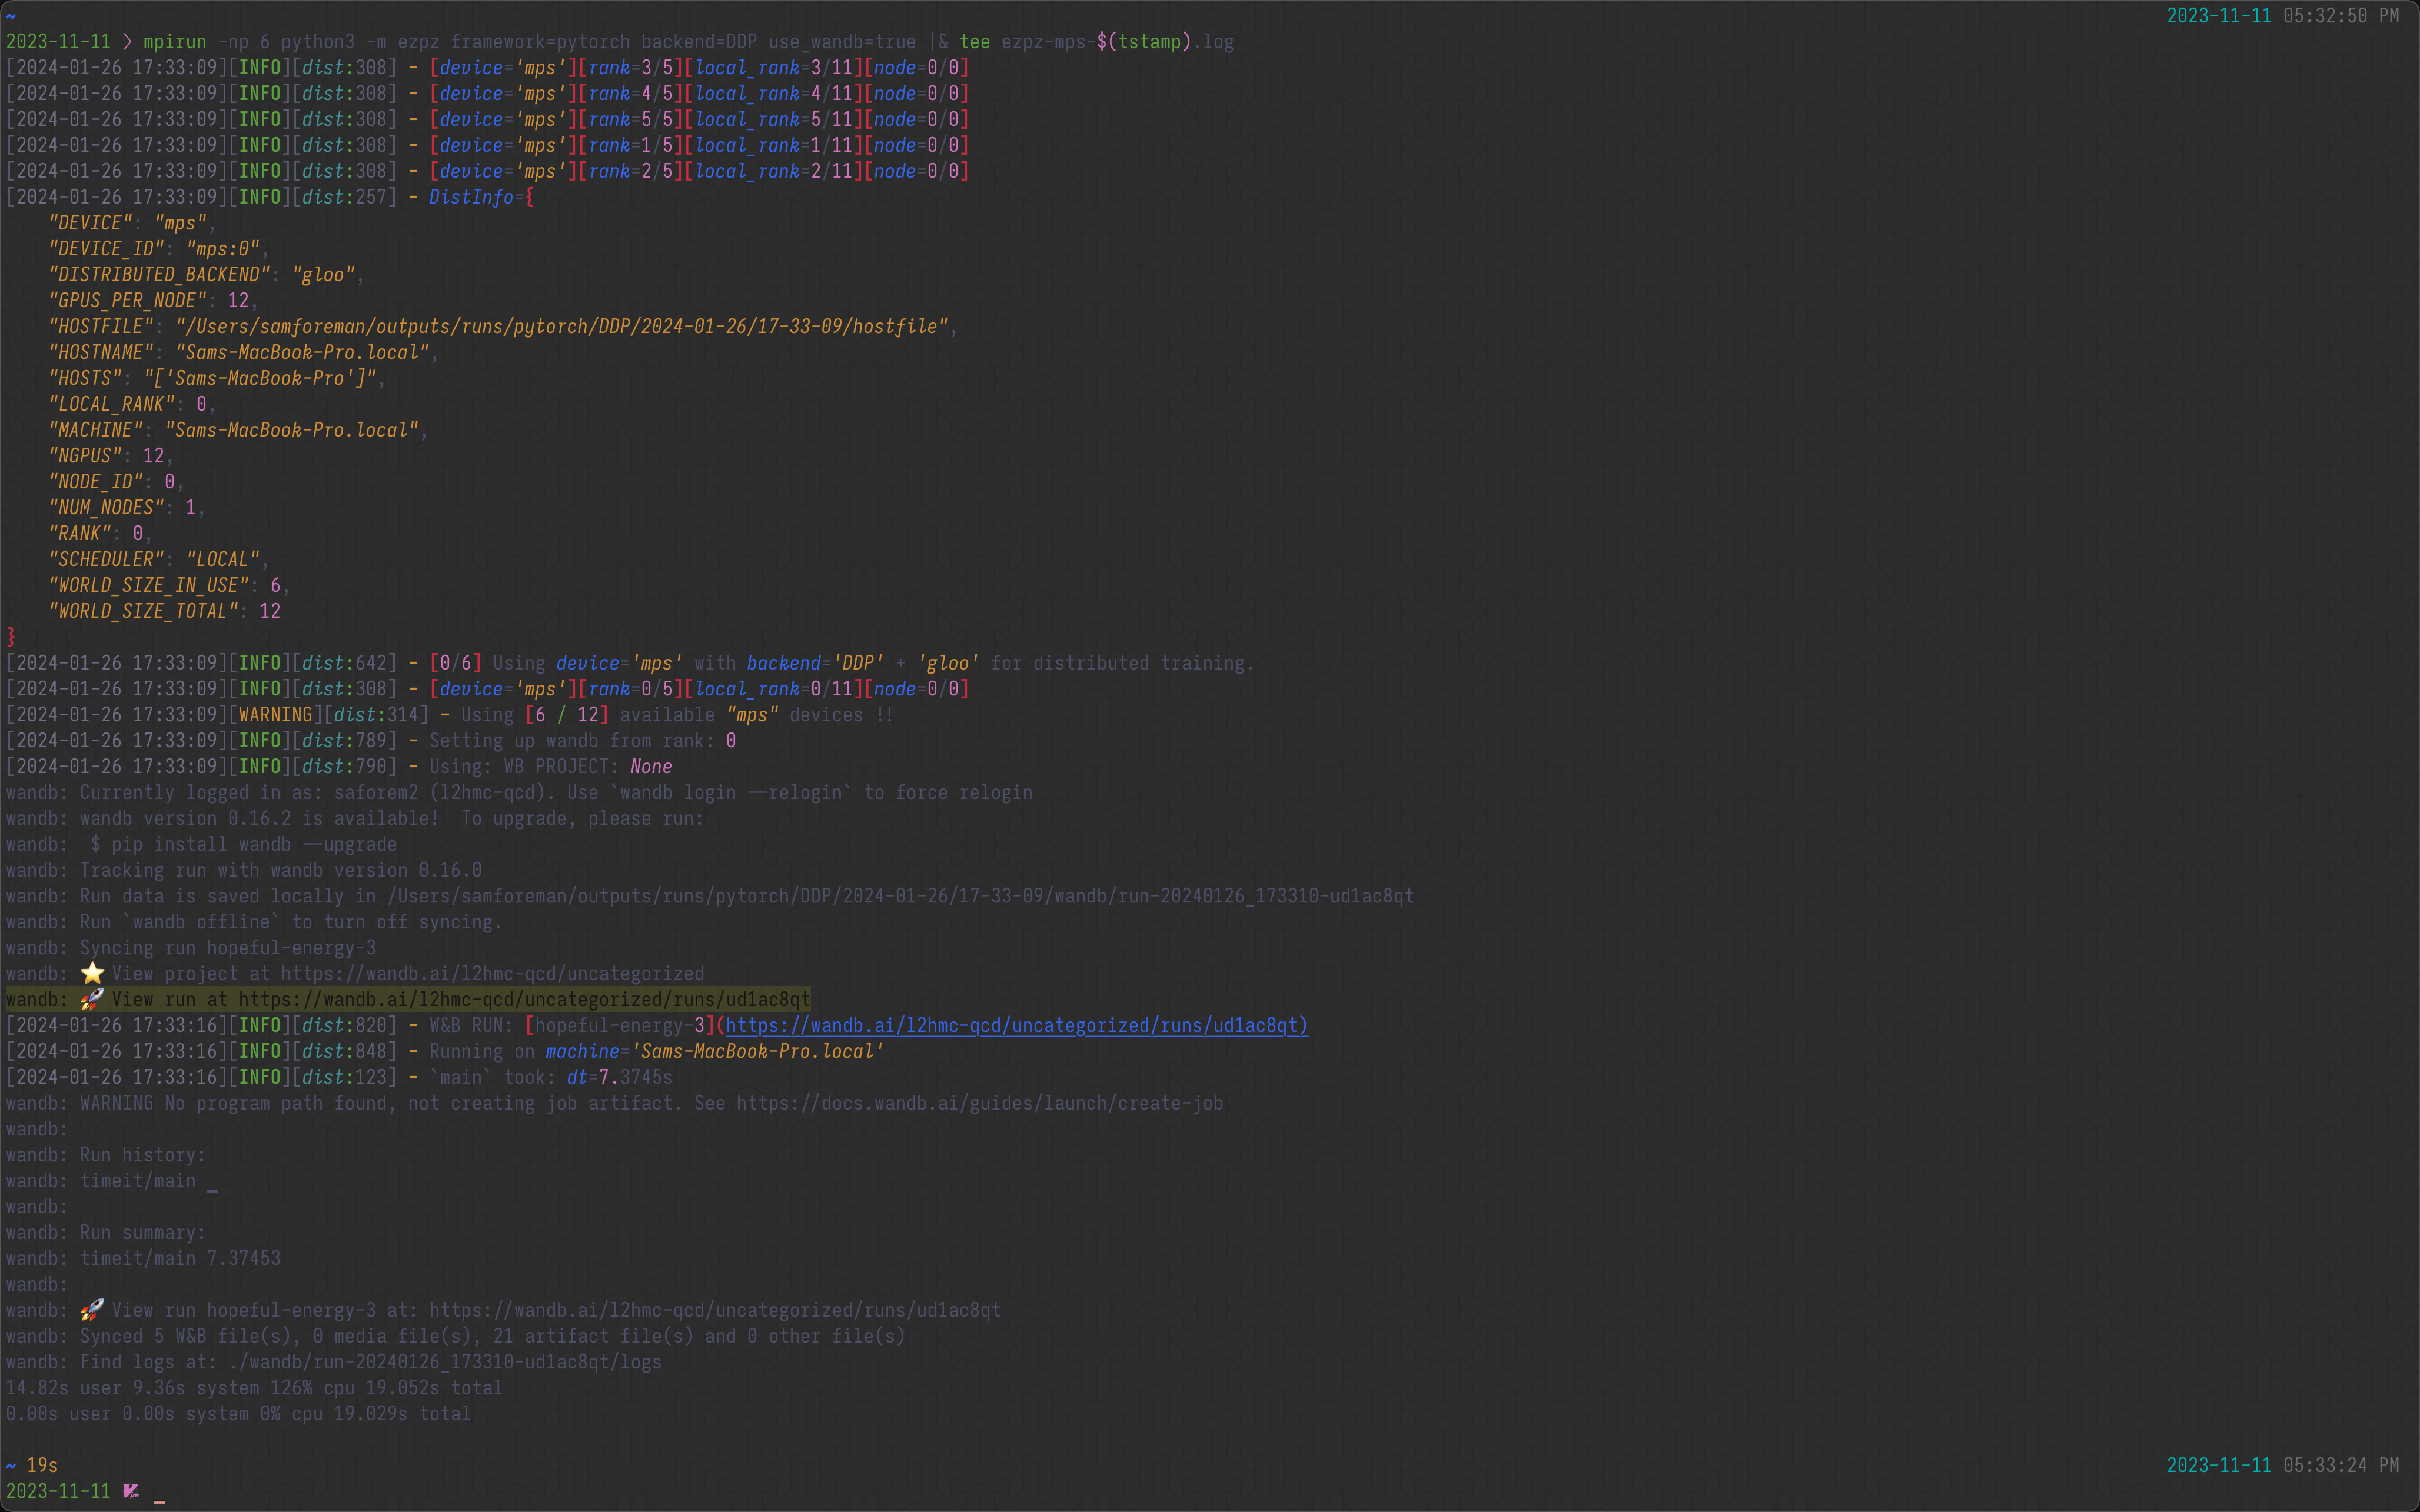 ~ 2023-11-11 05:32:50 PM
2023-11-11 ❯ mpirun -np 6 python3 -m ezpz framework=pytorch backend=DDP use_wandb=true |& tee ezpz-mps-$(tstamp).log
[2024-01-26 17:33:09][INFO][dist:308] - [device='mps'][rank=3/5][local_rank=3/11][node=0/0]
[2024-01-26 17:33:09][INFO][dist:308] - [device='mps'][rank=4/5][local_rank=4/11][node=0/0]
[2024-01-26 17:33:09][INFO][dist:308] - [device='mps'][rank=5/5][local_rank=5/11][node=0/0]
[2024-01-26 17:33:09][INFO][dist:308] - [device='mps'][rank=1/5][local_rank=1/11][node=0/0]
[2024-01-26 17:33:09][INFO][dist:308] - [device='mps'][rank=2/5][local_rank=2/11][node=0/0]
[2024-01-26 17:33:09][INFO][dist:257] - DistInfo={
    "DEVICE": "mps",
    "DEVICE_ID": "mps:0",
    "DISTRIBUTED_BACKEND": "gloo",
    "GPUS_PER_NODE": 12,
    "HOSTFILE": "/Users/samforeman/outputs/runs/pytorch/DDP/2024-01-26/17-33-09/hostfile",
    "HOSTNAME": "Sams-MacBook-Pro.local",
    "HOSTS": "['Sams-MacBook-Pro']",
    "LOCAL_RANK": 0,
    "MACHINE": "Sams-MacBook-Pro.local",
    "NGPUS": 12,
    "NODE_ID": 0,
    "NUM_NODES": 1,
    "RANK": 0,
    "SCHEDULER": "LOCAL",
    "WORLD_SIZE_IN_USE": 6,
    "WORLD_SIZE_TOTAL": 12
}
[2024-01-26 17:33:09][INFO][dist:642] - [0/6] Using device='mps' with backend='DDP' + 'gloo' for distributed training.
[2024-01-26 17:33:09][INFO][dist:308] - [device='mps'][rank=0/5][local_rank=0/11][node=0/0]
[2024-01-26 17:33:09][WARNING][dist:314] - Using [6 / 12] available "mps" devices !!
[2024-01-26 17:33:09][INFO][dist:789] - Setting up wandb from rank: 0
[2024-01-26 17:33:09][INFO][dist:790] - Using: WB PROJECT: None
wandb: Currently logged in as: saforem2 (l2hmc-qcd). Use `wandb login --relogin` to force relogin
wandb: wandb version 0.16.2 is available!  To upgrade, please run:
wandb:  $ pip install wandb --upgrade
wandb: Tracking run with wandb version 0.16.0
wandb: Run data is saved locally in /Users/samforeman/outputs/runs/pytorch/DDP/2024-01-26/17-33-09/wandb/run-20240126_173310-ud1ac8qt
wandb: Run `wandb offline` to turn off syncing.
wandb: Syncing run hopeful-energy-3
wandb: ⭐ View project at https://wandb.ai/l2hmc-qcd/uncategorized
wandb: 🚀 View run at https://wandb.ai/l2hmc-qcd/uncategorized/runs/ud1ac8qt
[2024-01-26 17:33:16][INFO][dist:820] - W&B RUN: [hopeful-energy-3](https://wandb.ai/l2hmc-qcd/uncategorized/runs/ud1ac8qt)
[2024-01-26 17:33:16][INFO][dist:848] - Running on machine='Sams-MacBook-Pro.local'
[2024-01-26 17:33:16][INFO][dist:123] - `main` took: dt=7.3745s
wandb: WARNING No program path found, not creating job artifact. See https://docs.wandb.ai/guides/launch/create-job
wandb:
wandb: Run history:
wandb: timeit/main ▁
wandb:
wandb: Run summary:
wandb: timeit/main 7.37453
wandb:
wandb: 🚀 View run hopeful-energy-3 at: https://wandb.ai/l2hmc-qcd/uncategorized/runs/ud1ac8qt
wandb: Synced 5 W&B file(s), 0 media file(s), 21 artifact file(s) and 0 other file(s)
wandb: Find logs at: ./wandb/run-20240126_173310-ud1ac8qt/logs
14.82s user 9.36s system 126% cpu 19.052s total
0.00s user 0.00s system 0% cpu 19.029s total
~ 19s 2023-11-11 05:33:24 PM
2023-11-11 _